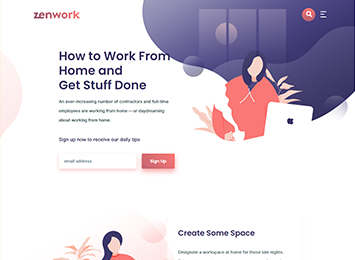 zenwork
How to Work From
Home and
Get Stuff Done
An ever-increasing number of contractors and full-time
employees are working from home — or daydreaming
about working from home.
Sign up now to receive our daily tips
email address
Sign Up
Create Some Space
Designate a workspace at home for those late nights.